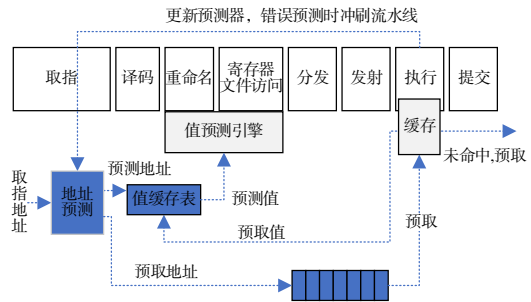 更新预测器，错误预测时冲刷流水线
取指
译码
重命名
寄存器
文件访问
分发
发射
执行
提交
值预测引擎
缓存
未命中,预取
取指地址
地址
预测
预测地址
值缓存表
预测值
预取值
预取
预取地址